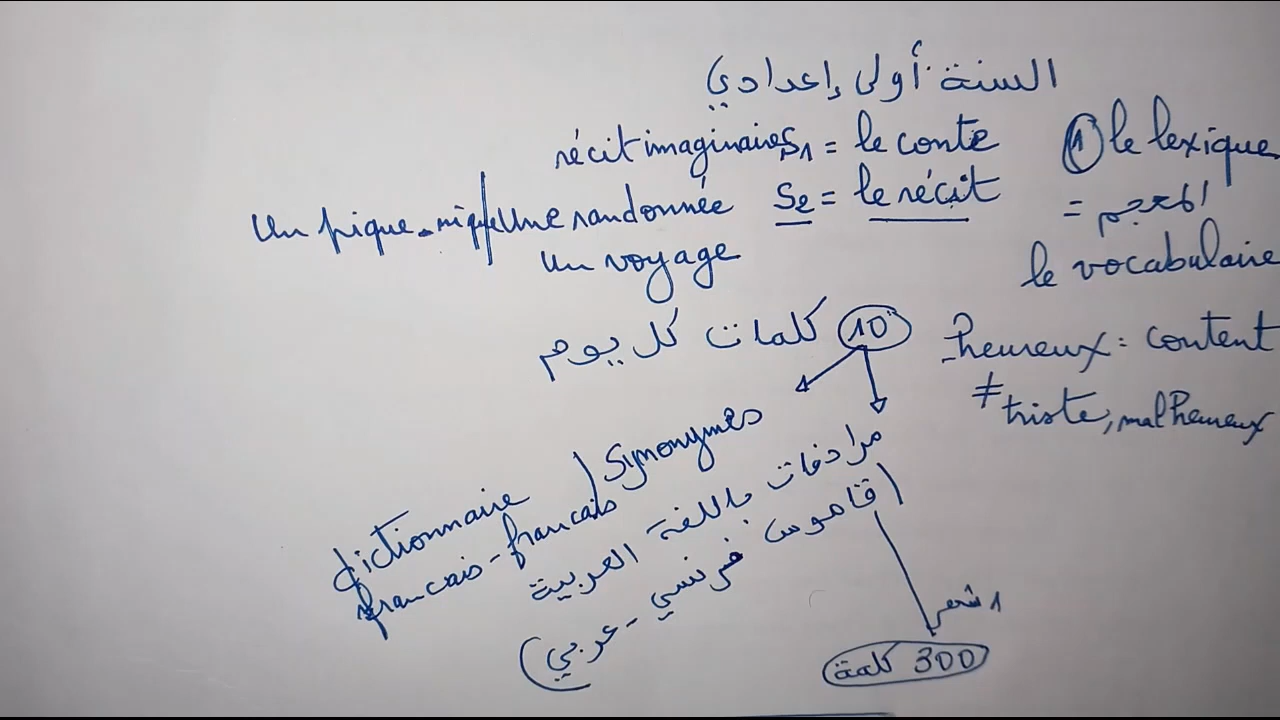 السنة أولى إعدادي
récit imaginaires S1 = le conte
① le lexique
un pique-nique / une randonnée S2 = le récit
= المعجم
un voyage
le vocabulaire
10 كلمات كل يوم
- heureux = content
≠ triste, malheureux
Synonymes
dictionnaire
francais - francais
مرادفات باللغة العربية
(قاموس فرنسي - عربي)
1 شهر
300 كلمة